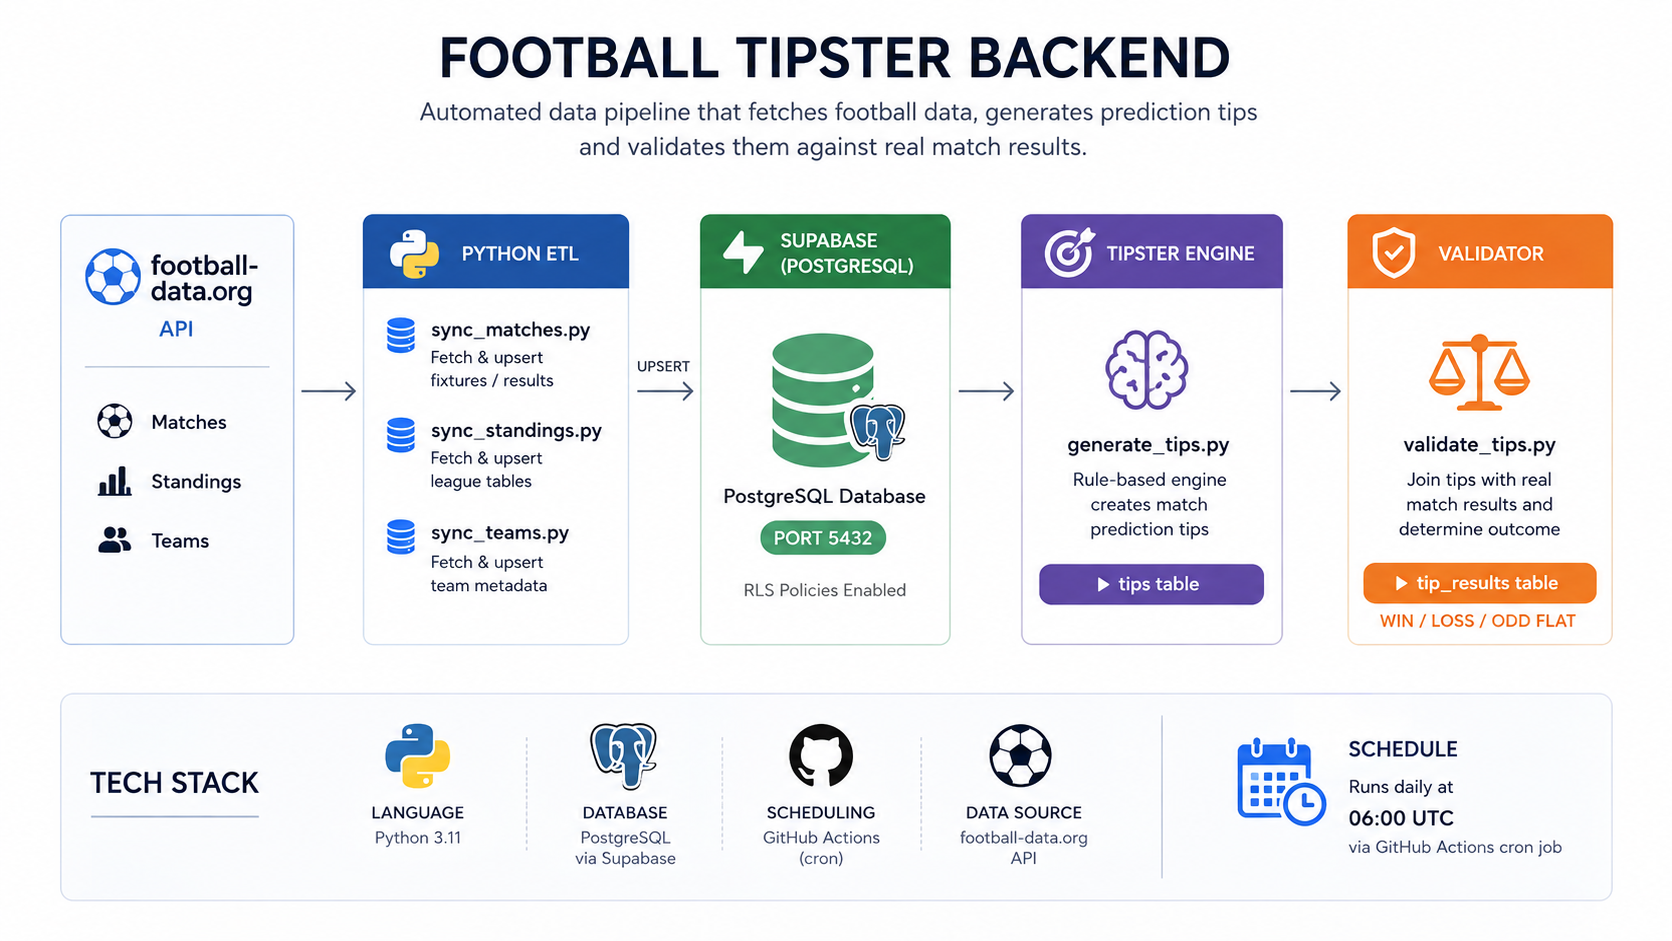 FOOTBALL TIPSTER BACKEND
Automated data pipeline that fetches football data, generates prediction tips
and validates them against real match results.
football-
data.org
API
Matches
Standings
Teams
PYTHON ETL
sync_matches.py
Fetch & upsert
fixtures / results
sync_standings.py
Fetch & upsert
league tables
sync_teams.py
Fetch & upsert
team metadata
UPSERT
SUPABASE
(POSTGRESQL)
PostgreSQL Database
PORT 5432
RLS Policies Enabled
TIPSTER ENGINE
generate_tips.py
Rule-based engine
creates match
prediction tips
tips table
VALIDATOR
validate_tips.py
Join tips with real
match results and
determine outcome
tip_results table
WIN / LOSS / ODD FLAT
TECH STACK
LANGUAGE
Python 3.11
DATABASE
PostgreSQL
via Supabase
SCHEDULING
GitHub Actions
(cron)
DATA SOURCE
football-data.org
API
SCHEDULE
Runs daily at
06:00 UTC
via GitHub Actions cron job